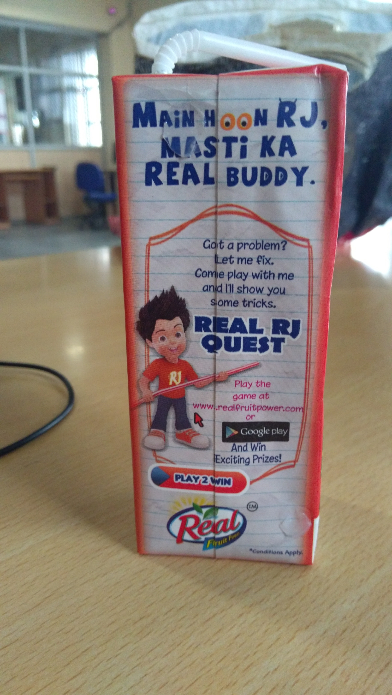 MAIN HOON RJ,
MASTI KA
REAL BUDDY.
Got a problem?
Let me fix.
Come play with me
and I'll show you
some tricks.
REAL RJ
QUEST
RJ
Play the
game at
www.realfruitpower.com
or
Google play
And Win
Exciting Prizes!
PLAY 2 WIN
Real
TM
Fruit Power
*Conditions Apply.